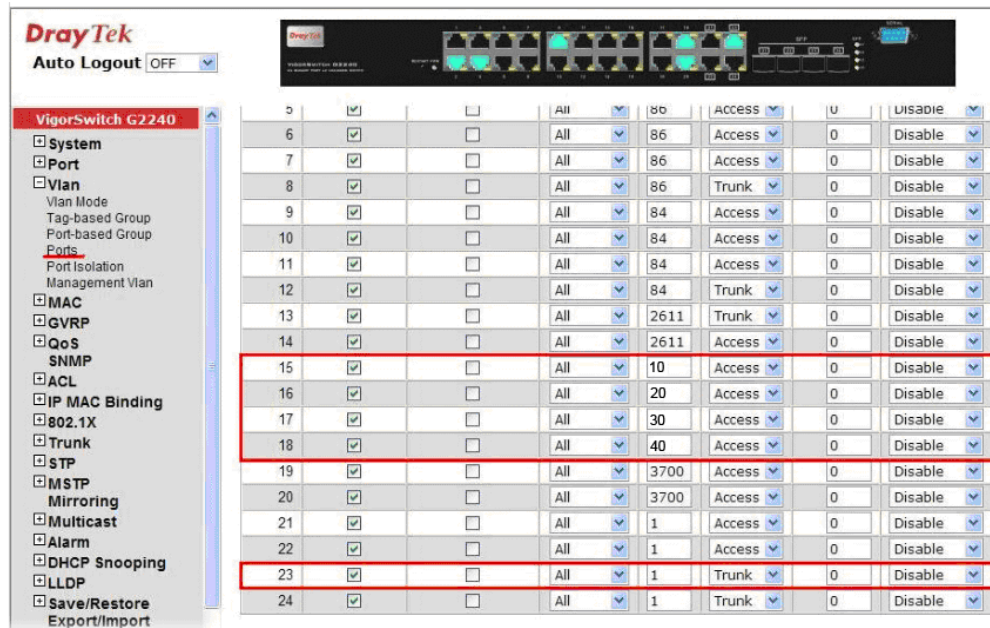 DrayTek
Auto Logout OFF
DrayTek
VIGORSWITCH G2240
SFP
SERIAL
VigorSwitch G2240
System
Port
Vlan
Vlan Mode
Tag-based Group
Port-based Group
Ports
Port Isolation
Management Vlan
MAC
GVRP
QoS
SNMP
ACL
IP MAC Binding
802.1X
Trunk
STP
MSTP
Mirroring
Multicast
Alarm
DHCP Snooping
LLDP
Save/Restore
Export/Import
5 All 86 Access 0 Disable
6 All 86 Access 0 Disable
7 All 86 Access 0 Disable
8 All 86 Trunk 0 Disable
9 All 84 Access 0 Disable
10 All 84 Access 0 Disable
11 All 84 Access 0 Disable
12 All 84 Trunk 0 Disable
13 All 2611 Trunk 0 Disable
14 All 2611 Access 0 Disable
15 All 10 Access 0 Disable
16 All 20 Access 0 Disable
17 All 30 Access 0 Disable
18 All 40 Access 0 Disable
19 All 3700 Access 0 Disable
20 All 3700 Access 0 Disable
21 All 1 Access 0 Disable
22 All 1 Access 0 Disable
23 All 1 Trunk 0 Disable
24 All 1 Trunk 0 Disable